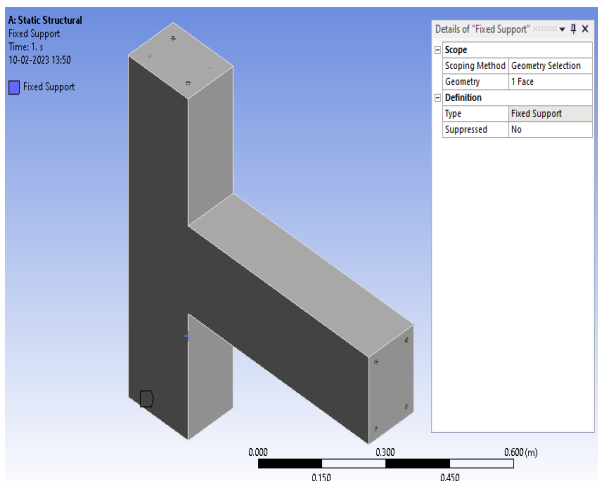 A: Static Structural
Fixed Support
Time: 1. s
10-02-2023 13:50
Fixed Support
Details of "Fixed Support"
Scope
Scoping Method Geometry Selection
Geometry 1 Face
Definition
Type Fixed Support
Suppressed No
0.000 0.300 0.600 (m)
0.150 0.450